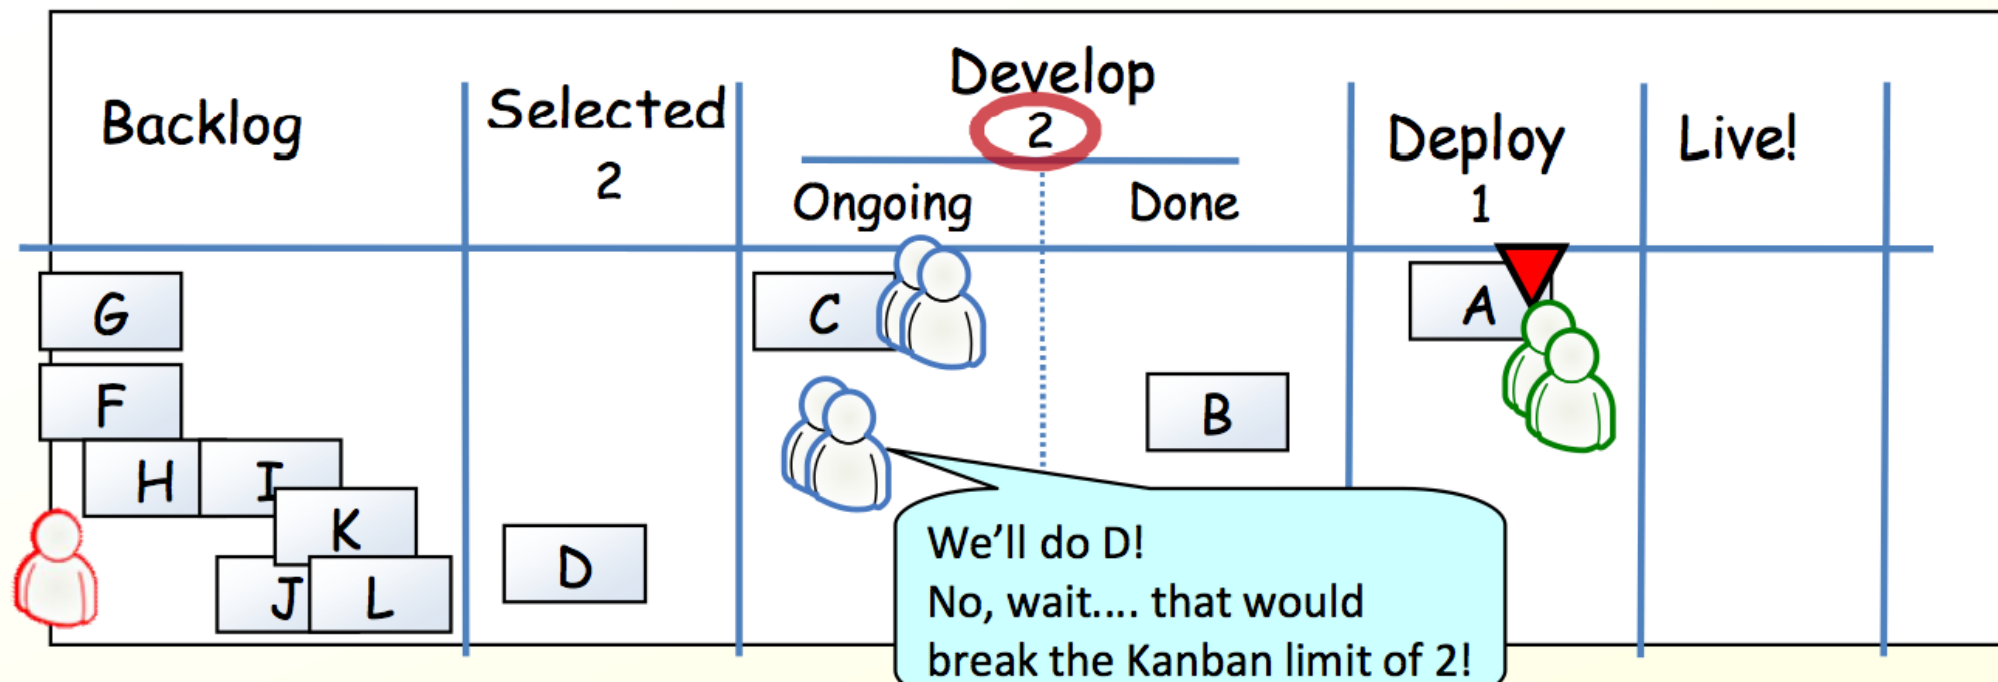 Backlog
Selected
2
Develop
2
Ongoing
Done
Deploy
1
Live!
G
F
H
I
K
J
L
D
C
B
A
We'll do D!
No, wait.... that would
break the Kanban limit of 2!